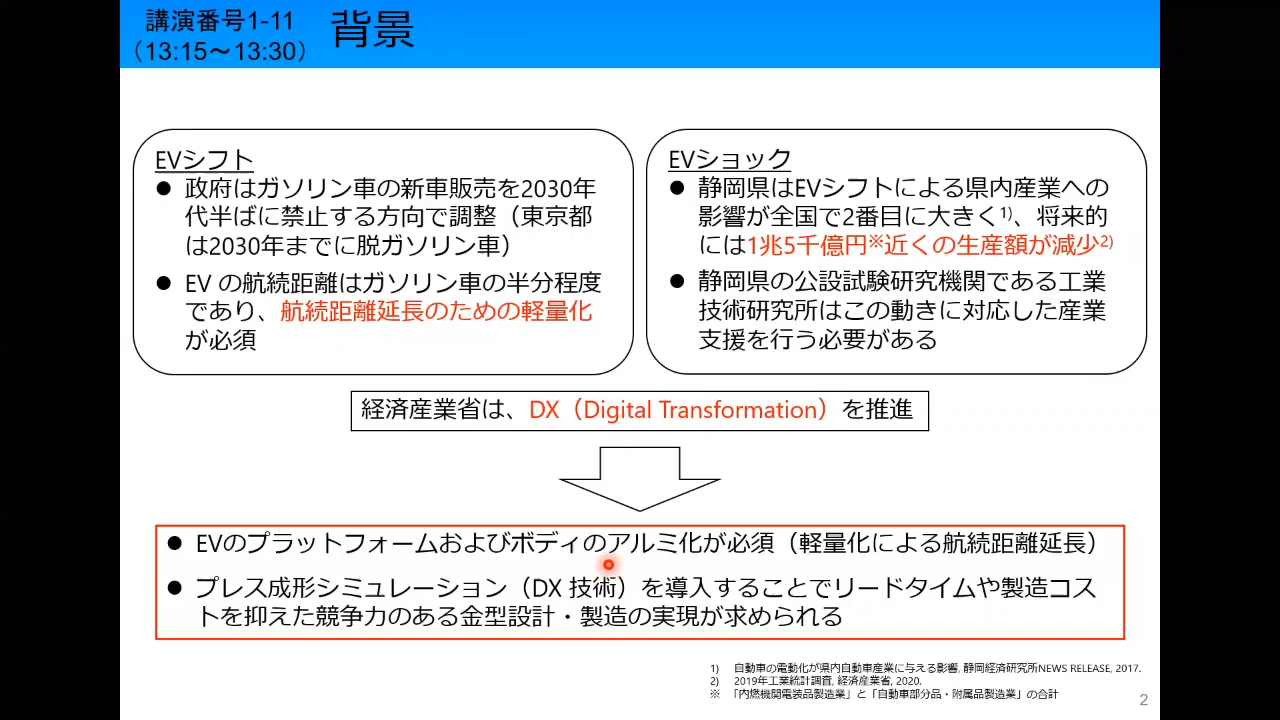 講演番号1-11
（13:15～13:30）
背景
EVシフト
● 政府はガソリン車の新車販売を2030年
代半ばに禁止する方向で調整（東京都
は2030年までに脱ガソリン車）
● EV の航続距離はガソリン車の半分程度
であり、航続距離延長のための軽量化
が必須
EVショック
● 静岡県はEVシフトによる県内産業への
影響が全国で2番目に大きく1)、将来的
には1兆5千億円※近くの生産額が減少2)
● 静岡県の公設試験研究機関である工業
技術研究所はこの動きに対応した産業
支援を行う必要がある
経済産業省は、DX（Digital Transformation）を推進
● EVのプラットフォームおよびボディのアルミ化が必須（軽量化による航続距離延長）
● プレス成形シミュレーション（DX 技術）を導入することでリードタイムや製造コス
トを抑えた競争力のある金型設計・製造の実現が求められる
1) 自動車の電動化が県内自動車産業に与える影響, 静岡経済研究所NEWS RELEASE, 2017.
2) 2019年工業統計調査, 経済産業省, 2020.
※ 「内燃機関電装品製造業」と「自動車部分品・附属品製造業」の合計
2